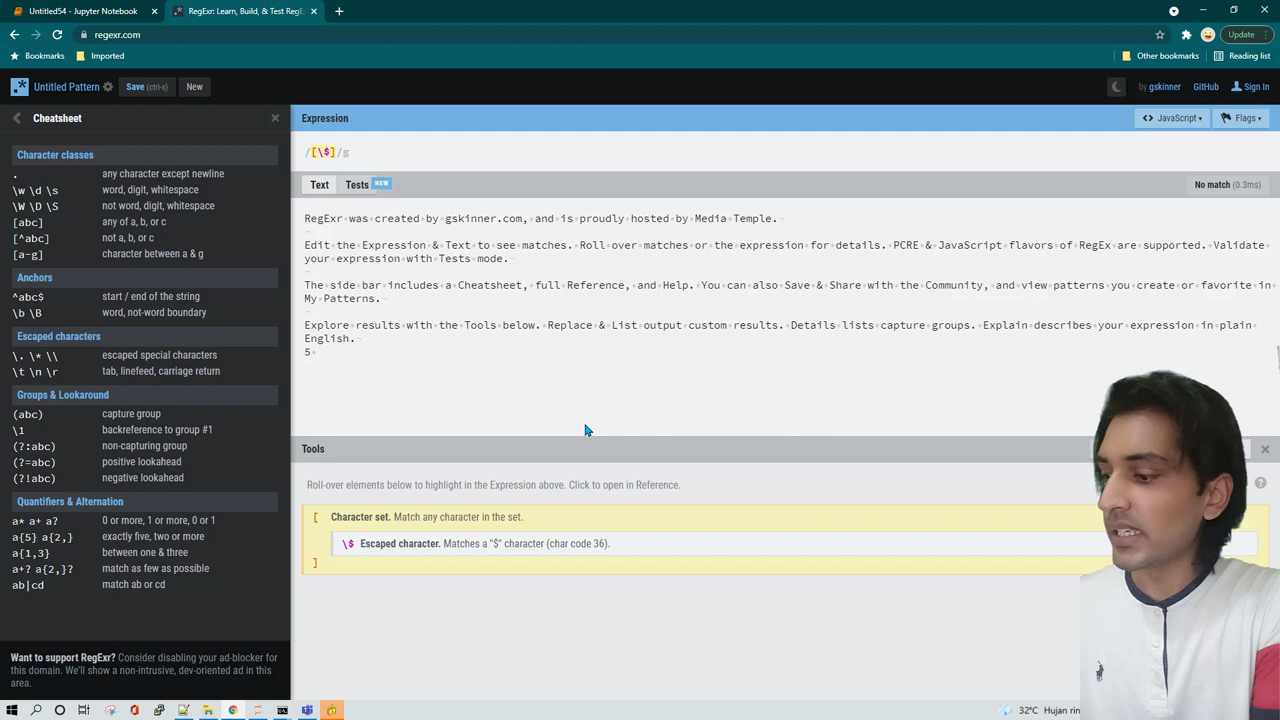 Untitled54 - Jupyter Notebook
RegExr: Learn, Build, & Test RegE
regexr.com
Update
Bookmarks
Imported
Other bookmarks
Reading list
Untitled Pattern
Save (ctrl-s)
New
by gskinner
GitHub
Sign In
Cheatsheet
Character classes
. any character except newline
\w \d \s word, digit, whitespace
\W \D \S not word, digit, whitespace
[abc] any of a, b, or c
[^abc] not a, b, or c
[a-g] character between a & g
Anchors
^abc$ start / end of the string
\b \B word, not-word boundary
Escaped characters
\. \* \\ escaped special characters
\t \n \r tab, linefeed, carriage return
Groups & Lookaround
(abc) capture group
\1 backreference to group #1
(?:abc) non-capturing group
(?=abc) positive lookahead
(?!abc) negative lookahead
Quantifiers & Alternation
a* a+ a? 0 or more, 1 or more, 0 or 1
a{5} a{2,} exactly five, two or more
a{1,3} between one & three
a+? a{2,}? match as few as possible
ab|cd match ab or cd
Want to support RegExr? Consider disabling your ad-blocker for
this domain. We'll show a non-intrusive, dev-oriented ad in this
area.
Expression
JavaScript
Flags
/[\$]/g
Text
Tests NEW
No match (0.3ms)
RegExr was created by gskinner.com, and is proudly hosted by Media Temple.
Edit the Expression & Text to see matches. Roll over matches or the expression for details. PCRE & JavaScript flavors of RegEx are supported. Validate
your expression with Tests mode.
The side bar includes a Cheatsheet, full Reference, and Help. You can also Save & Share with the Community, and view patterns you create or favorite in
My Patterns.
Explore results with the Tools below. Replace & List output custom results. Details lists capture groups. Explain describes your expression in plain
English.
5
Tools
Roll-over elements below to highlight in the Expression above. Click to open in Reference.
[ Character set. Match any character in the set.
\$ Escaped character. Matches a "$" character (char code 36).
]
32°C Hujan rin